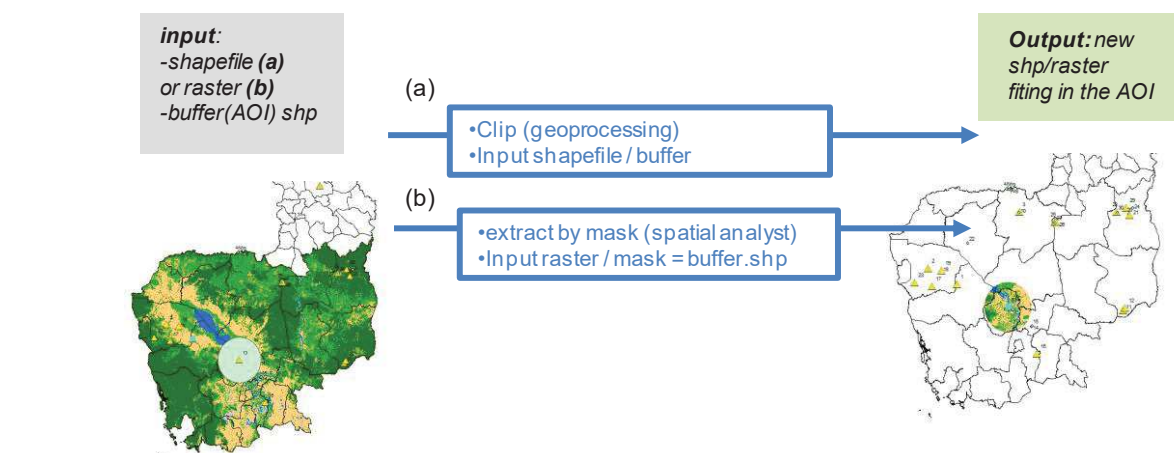 input:
-shapefile (a)
or raster (b)
-buffer(AOI) shp
(a)
•Clip (geoprocessing)
•Input shapefile / buffer
Output: new
shp/raster
fiting in the AOI
(b)
•extract by mask (spatial analyst)
•Input raster / mask = buffer.shp